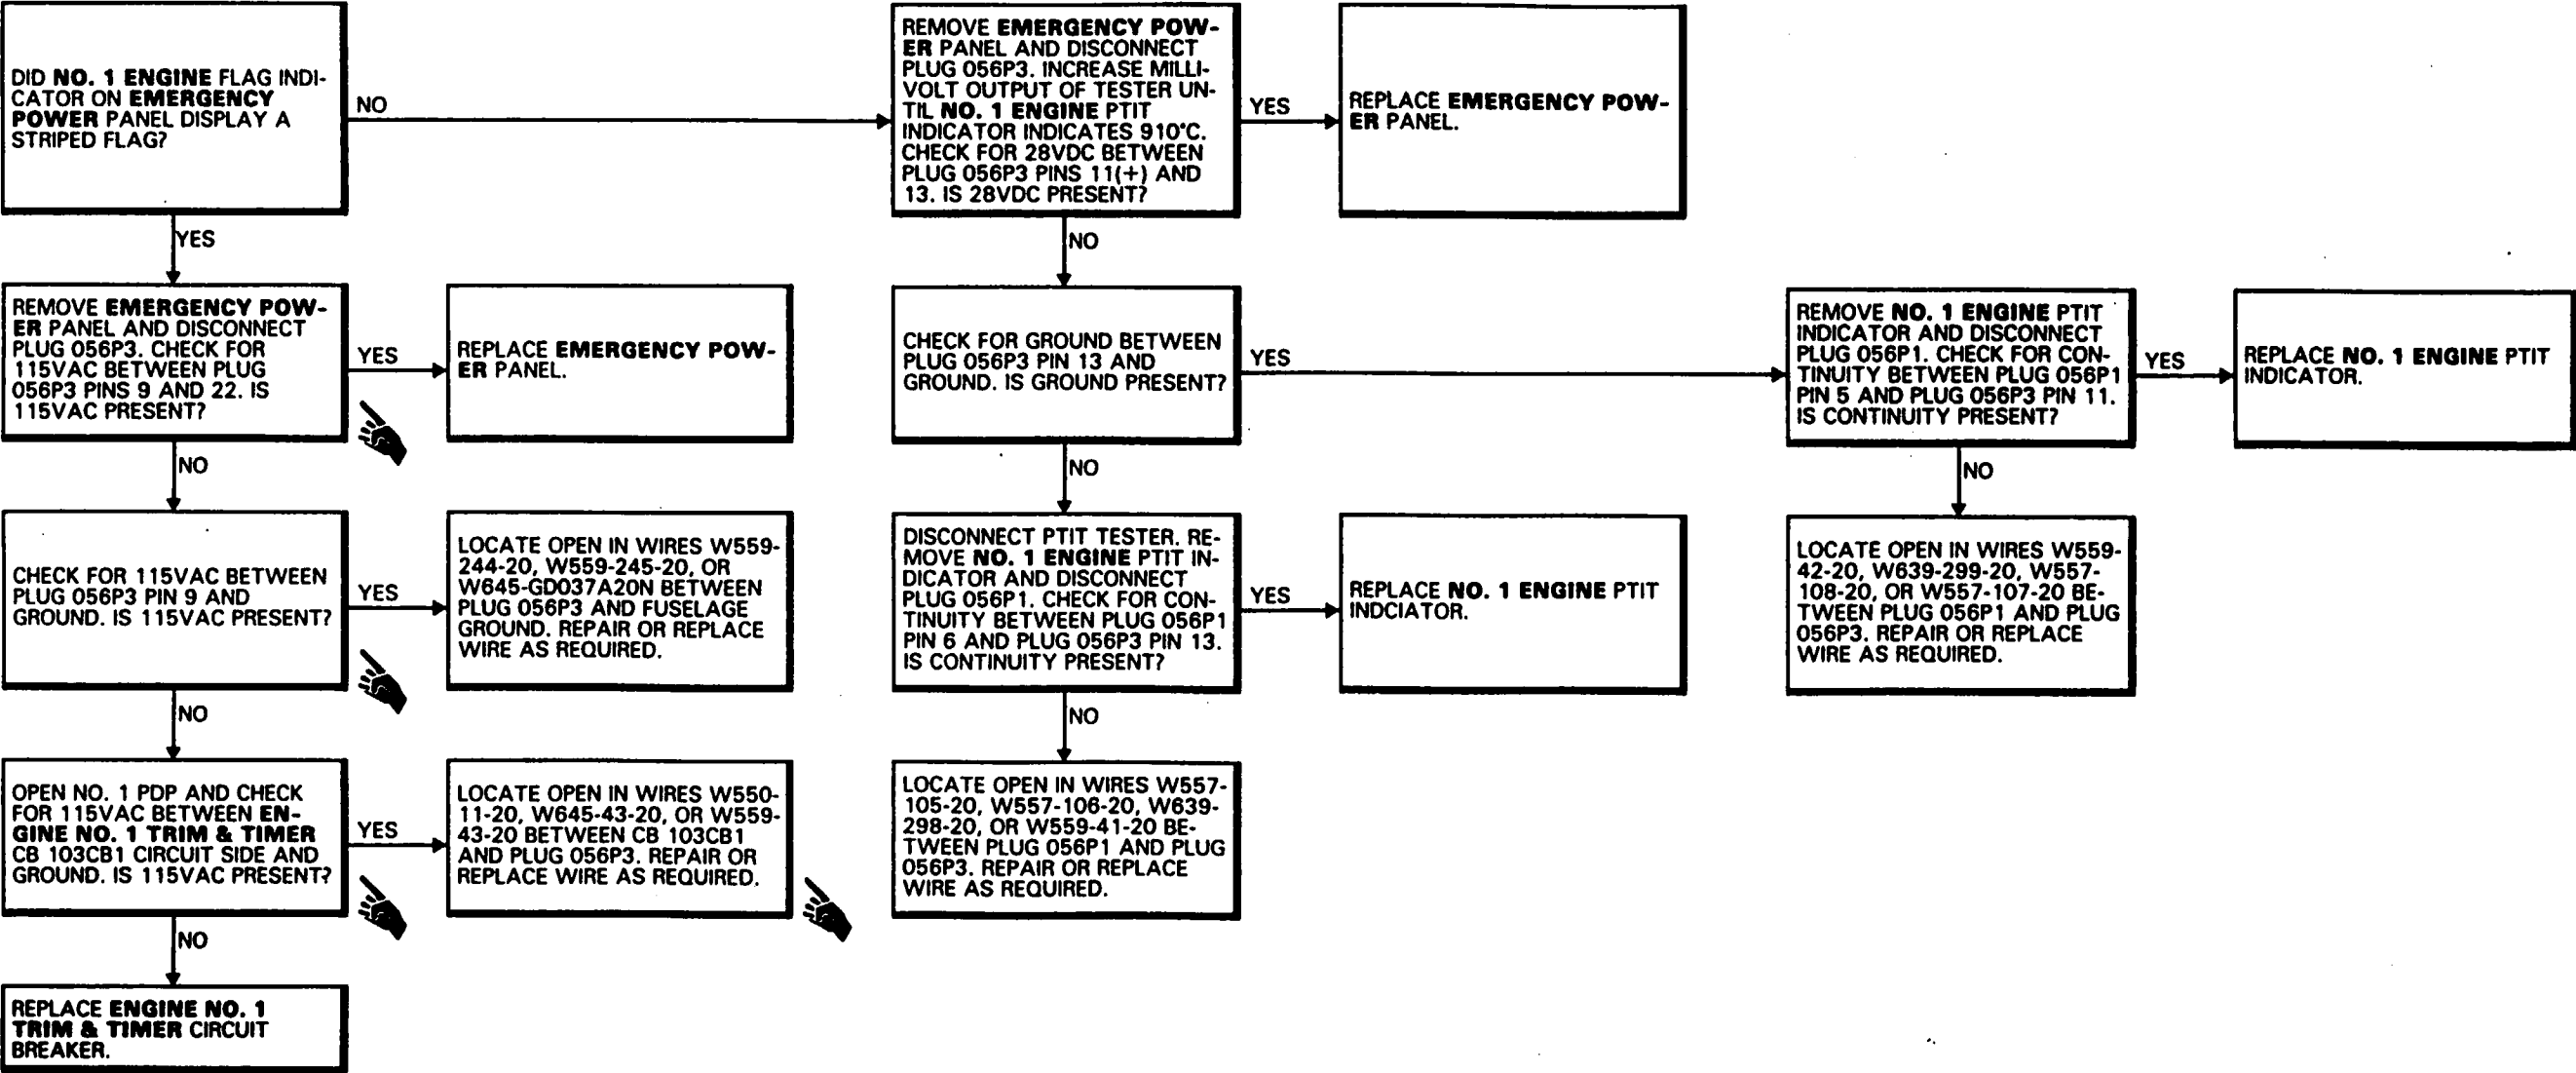 DID NO. 1 ENGINE FLAG INDI-
CATOR ON EMERGENCY
POWER PANEL DISPLAY A
STRIPED FLAG?
NO
REMOVE EMERGENCY POW-
ER PANEL AND DISCONNECT
PLUG 056P3. INCREASE MILLI-
VOLT OUTPUT OF TESTER UN-
TIL NO. 1 ENGINE PTIT
INDICATOR INDICATES 910°C.
CHECK FOR 28VDC BETWEEN
PLUG 056P3 PINS 11(+) AND
13. IS 28VDC PRESENT?
YES
REPLACE EMERGENCY POW-
ER PANEL.
YES
NO
REMOVE EMERGENCY POW-
ER PANEL AND DISCONNECT
PLUG 056P3. CHECK FOR
115VAC BETWEEN PLUG
056P3 PINS 9 AND 22. IS
115VAC PRESENT?
YES
REPLACE EMERGENCY POW-
ER PANEL.
CHECK FOR GROUND BETWEEN
PLUG 056P3 PIN 13 AND
GROUND. IS GROUND PRESENT?
YES
REMOVE NO. 1 ENGINE PTIT
INDICATOR AND DISCONNECT
PLUG 056P1. CHECK FOR CON-
TINUITY BETWEEN PLUG 056P1
PIN 5 AND PLUG 056P3 PIN 11.
IS CONTINUITY PRESENT?
YES
REPLACE NO. 1 ENGINE PTIT
INDICATOR.
NO
NO
NO
CHECK FOR 115VAC BETWEEN
PLUG 056P3 PIN 9 AND
GROUND. IS 115VAC PRESENT?
YES
LOCATE OPEN IN WIRES W559-
244-20, W559-245-20, OR
W645-GD037A20N BETWEEN
PLUG 056P3 AND FUSELAGE
GROUND. REPAIR OR REPLACE
WIRE AS REQUIRED.
DISCONNECT PTIT TESTER. RE-
MOVE NO. 1 ENGINE PTIT IN-
DICATOR AND DISCONNECT
PLUG 056P1. CHECK FOR CON-
TINUITY BETWEEN PLUG 056P1
PIN 6 AND PLUG 056P3 PIN 13.
IS CONTINUITY PRESENT?
YES
REPLACE NO. 1 ENGINE PTIT
INDCIATOR.
LOCATE OPEN IN WIRES W559-
42-20, W639-299-20, W557-
108-20, OR W557-107-20 BE-
TWEEN PLUG 056P1 AND PLUG
056P3. REPAIR OR REPLACE
WIRE AS REQUIRED.
NO
NO
OPEN NO. 1 PDP AND CHECK
FOR 115VAC BETWEEN EN-
GINE NO. 1 TRIM & TIMER
CB 103CB1 CIRCUIT SIDE AND
GROUND. IS 115VAC PRESENT?
YES
LOCATE OPEN IN WIRES W550-
11-20, W645-43-20, OR W559-
43-20 BETWEEN CB 103CB1
AND PLUG 056P3. REPAIR OR
REPLACE WIRE AS REQUIRED.
LOCATE OPEN IN WIRES W557-
105-20, W557-106-20, W639-
298-20, OR W559-41-20 BE-
TWEEN PLUG 056P1 AND PLUG
056P3. REPAIR OR REPLACE
WIRE AS REQUIRED.
NO
REPLACE ENGINE NO. 1
TRIM & TIMER CIRCUIT
BREAKER.